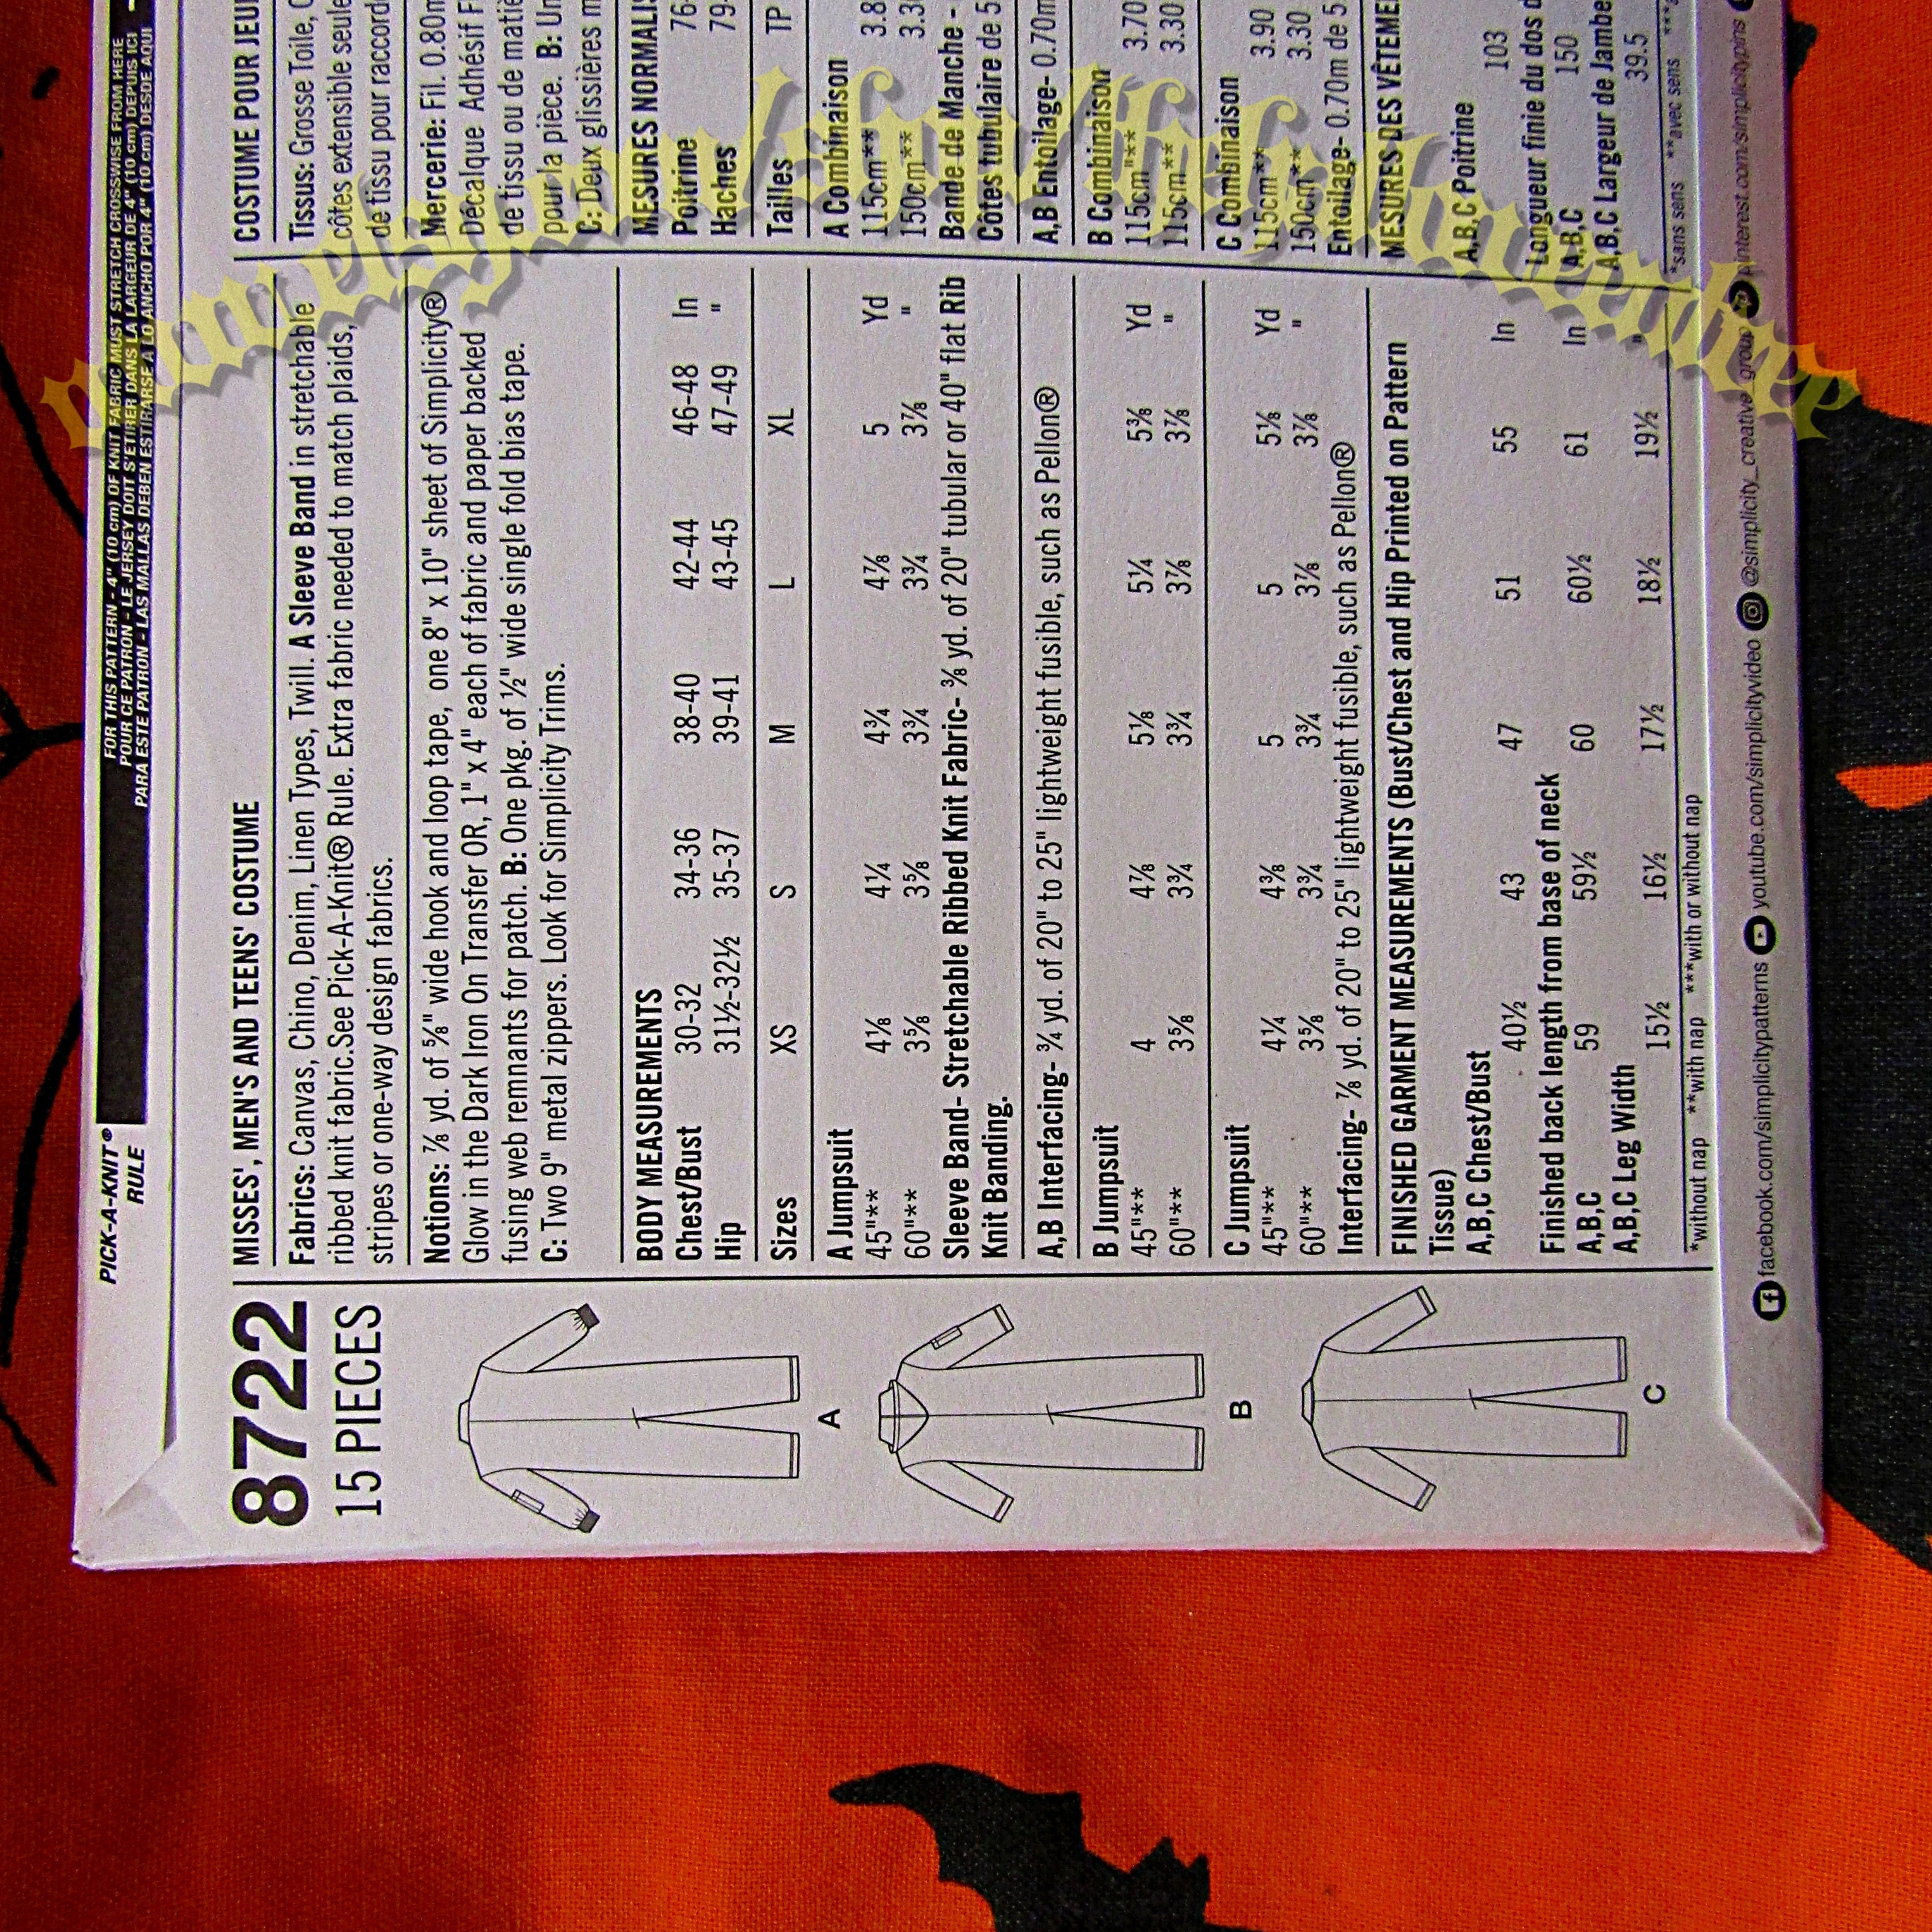 PICK-A-KNIT®
RULE
FOR THIS PATTERN - 4" (10 cm) OF KNIT FABRIC MUST STRETCH CROSSWISE FROM HERE
POUR CE PATRON - LE JERSEY DOIT S'ETIRER DANS LA LARGEUR DE 4" (10 cm) DEPUIS ICI
PARA ESTE PATRON - LAS MALLAS DEBEN ESTIRARSE A LO ANCHO POR 4" (10 cm) DESDE AQUI
8722
15 PIECES
A
B
C
MISSES', MEN'S AND TEENS' COSTUME
Fabrics: Canvas, Chino, Denim, Linen Types, Twill. A Sleeve Band in stretchable
ribbed knit fabric.See Pick-A-Knit® Rule. Extra fabric needed to match plaids,
stripes or one-way design fabrics.
Notions: ⅞ yd. of ⅝" wide hook and loop tape, one 8" x 10" sheet of Simplicity®
Glow in the Dark Iron On Transfer OR, 1" x 4" each of fabric and paper backed
fusing web remnants for patch. B: One pkg. of ½" wide single fold bias tape.
C: Two 9" metal zippers. Look for Simplicity Trims.
BODY MEASUREMENTS
Chest/Bust 30-32 34-36 38-40 42-44 46-48 In
Hip 31½-32½ 35-37 39-41 43-45 47-49 "
Sizes XS S M L XL
A Jumpsuit
45"** 4⅛ 4¼ 4¾ 4⅞ 5 Yd
60"** 3⅝ 3⅝ 3¾ 3¾ 3⅞ "
Sleeve Band- Stretchable Ribbed Knit Fabric- ⅜ yd. of 20" tubular or 40" flat Rib
Knit Banding.
A,B Interfacing- ¾ yd. of 20" to 25" lightweight fusible, such as Pellon®
B Jumpsuit
45"** 4 4⅞ 5⅛ 5¼ 5⅜ Yd
60"** 3⅝ 3¾ 3¾ 3⅞ 3⅞ "
C Jumpsuit
45"** 4¼ 4⅜ 5 5 5⅛ Yd
60"** 3⅝ 3¾ 3¾ 3⅞ 3⅞ "
Interfacing- ⅞ yd. of 20" to 25" lightweight fusible, such as Pellon®
FINISHED GARMENT MEASUREMENTS (Bust/Chest and Hip Printed on Pattern
Tissue)
A,B,C Chest/Bust
40½ 43 47 51 55 In
Finished back length from base of neck
A,B,C 59 59½ 60 60½ 61 In
A,B,C Leg Width
15½ 16½ 17½ 18½ 19½ "
*without nap **with nap ***with or without nap
COSTUME POUR JEU
Tissus: Grosse Toile,
côtes extensible seule
de tissu pour raccord
Mercerie: Fil. 0.80m
Décalque Adhésif
de tissu ou de matiè
pour la pièce. B: Un
C: Deux glissières m
MESURES NORMALIS
Poitrine 76-
Haches 79-
Tailles TP
A Combinaison
115cm** 3.8
150cm** 3.3
Bande de Manche -
Côtes tubulaire de 5
A,B Entoilage- 0.70m
B Combinaison
115cm"** 3.70
115cm** 3.30
C Combinaison
115cm** 3.90
150cm** 3.30
Entoilage- 0.70m de 5
MESURES DES VÊTEME
A,B,C Poitrine
103
Longueur finie du dos d
A,B,C 150
A,B,C Largeur de Jambe
39.5
*sans sens **avec sens
facebook.com/simplicitypatterns youtube.com/simplicityvideo @simplicity_creative_group pinterest.com/simplicitypins